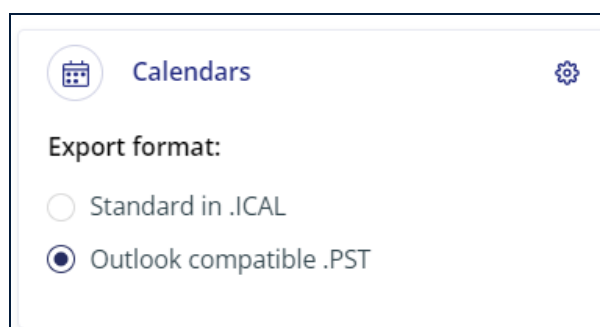 Calendars
Export format:
Standard in .ICAL
Outlook compatible .PST